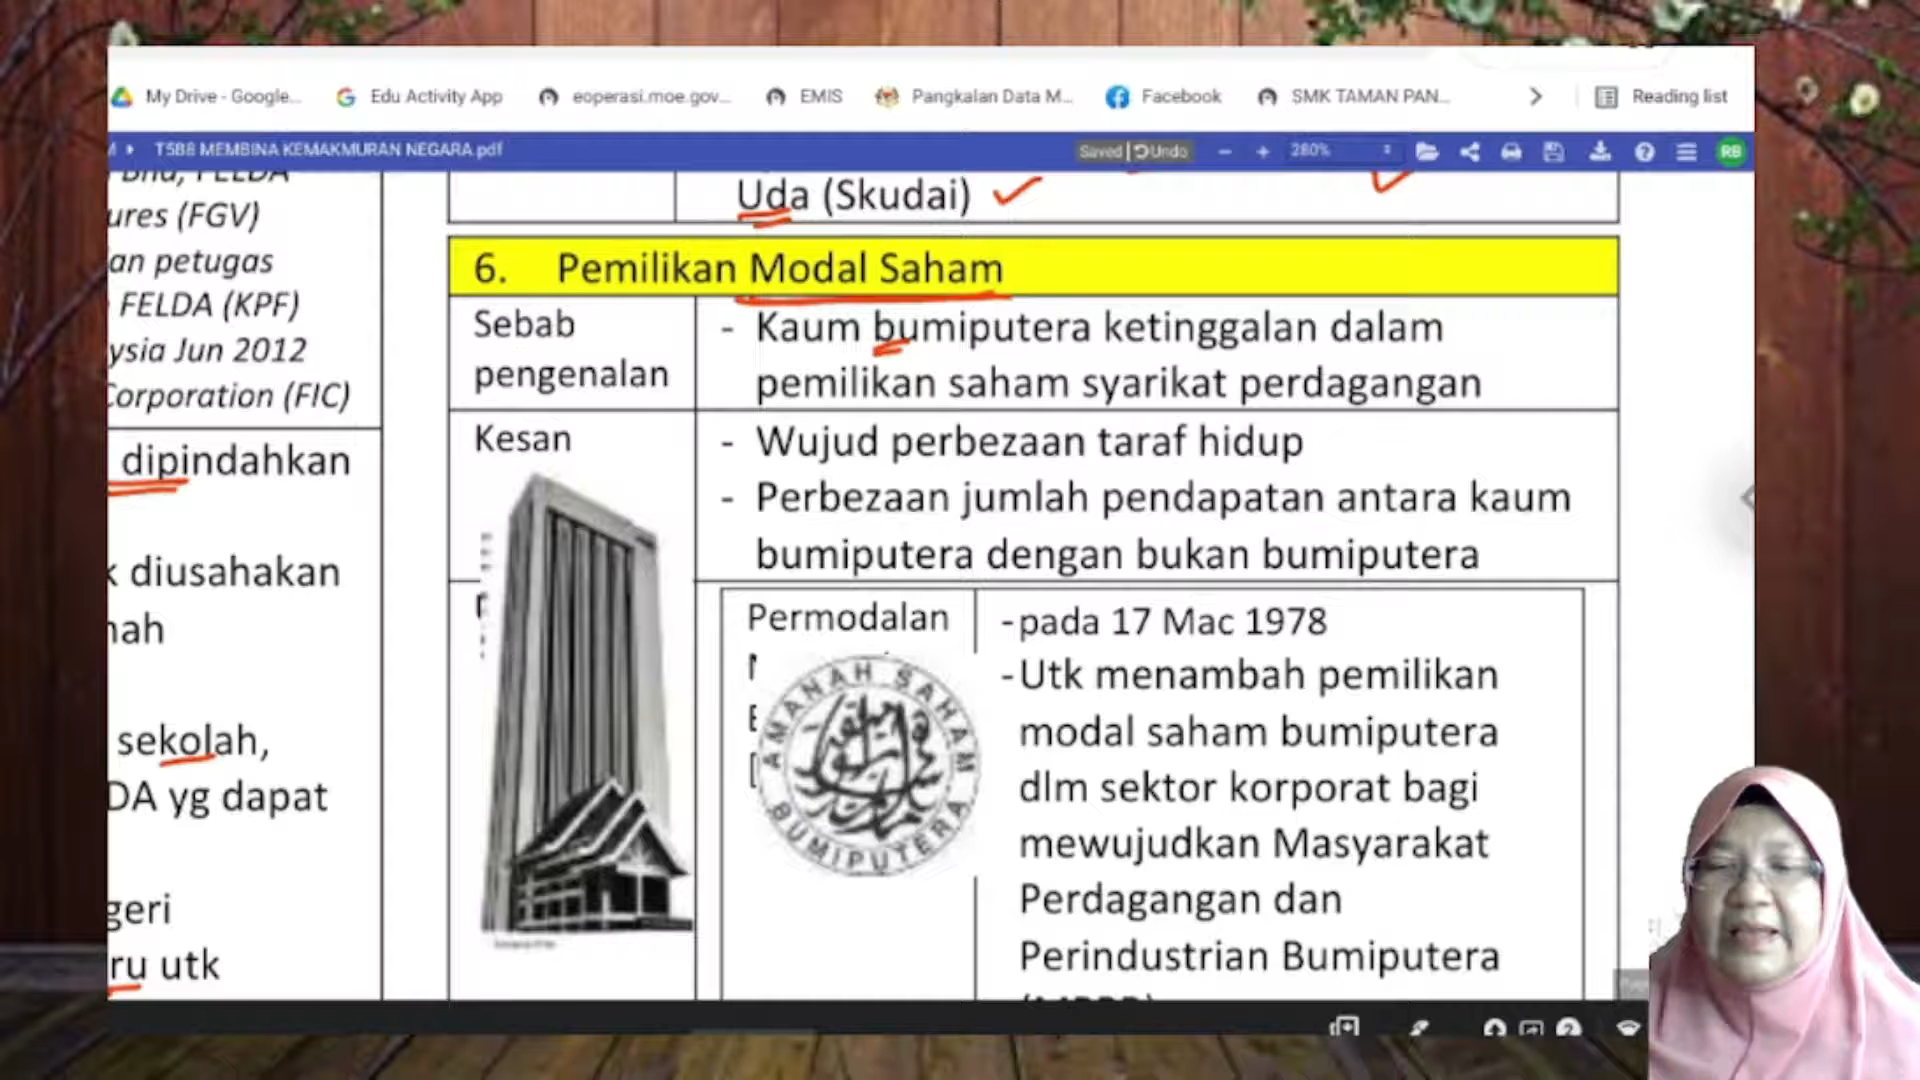 My Drive - Google...
Edu Activity App
eoperasi.moe.gov...
EMIS
Pangkalan Data M...
Facebook
SMK TAMAN PAN...
Reading list
T5B8 MEMBINA KEMAKMURAN NEGARA.pdf
Saved
Undo
280%
RB
FELDA
ures (FGV)
an petugas
FELDA (KPF)
ysia Jun 2012
Corporation (FIC)
dipindahkan
k diusahakan
nah
sekolah,
DA yg dapat
geri
ru utk
Uda (Skudai)
6. Pemilikan Modal Saham
Sebab
pengenalan
- Kaum bumiputera ketinggalan dalam
pemilikan saham syarikat perdagangan
Kesan
- Wujud perbezaan taraf hidup
- Perbezaan jumlah pendapatan antara kaum
bumiputera dengan bukan bumiputera
Permodalan
AMANAH SAHAM
BUMIPUTERA
- pada 17 Mac 1978
- Utk menambah pemilikan
modal saham bumiputera
dlm sektor korporat bagi
mewujudkan Masyarakat
Perdagangan dan
Perindustrian Bumiputera